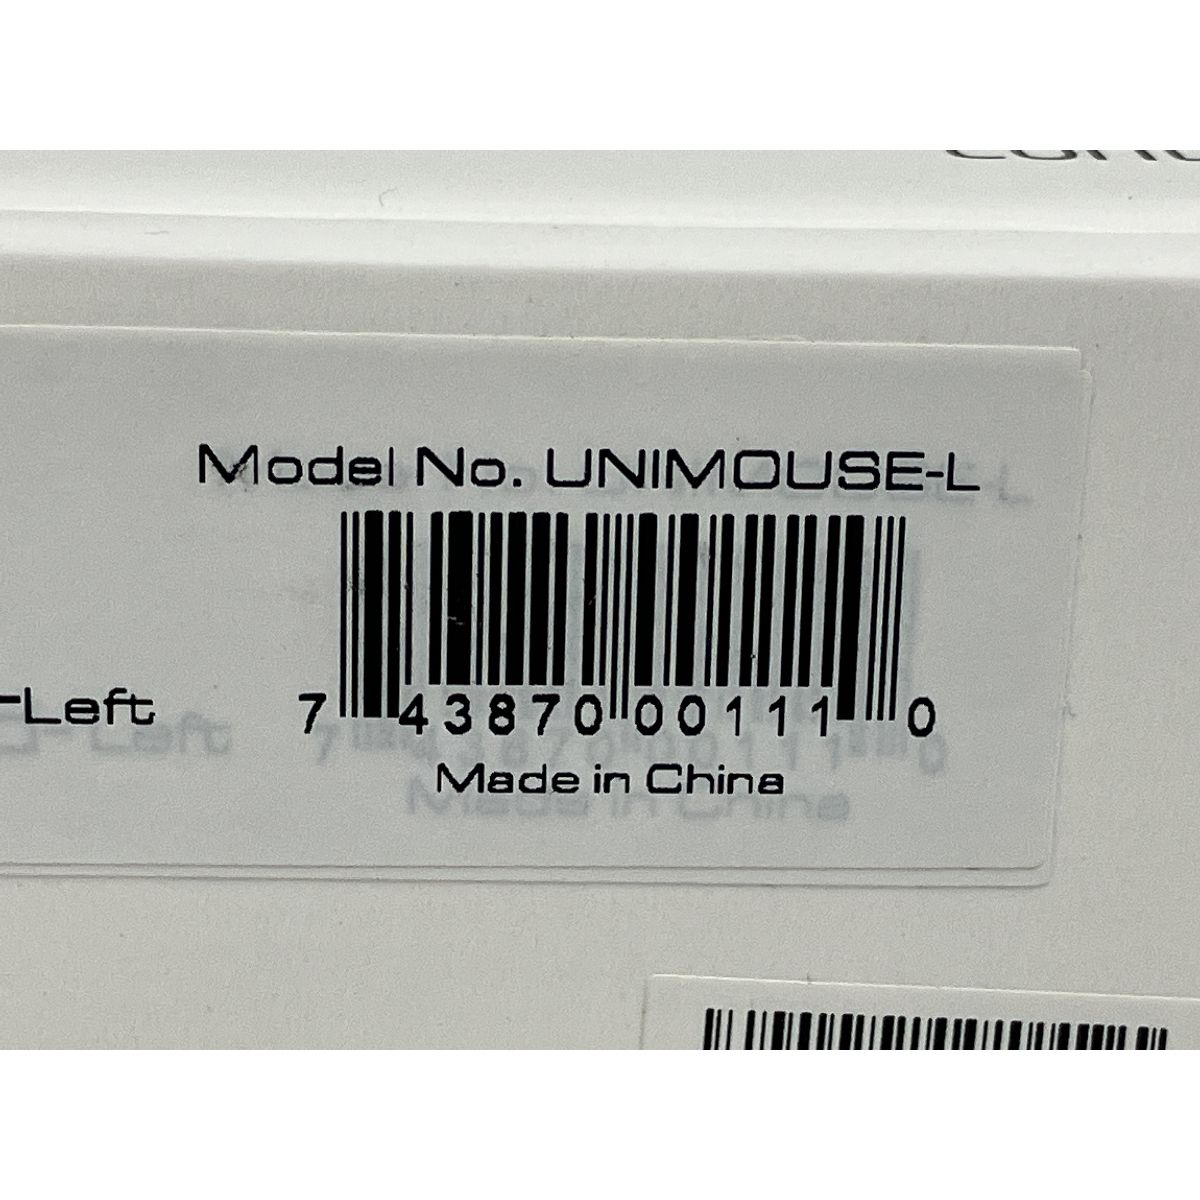 Model No. UNIMOUSE-L
-Left
7 43870 00111 0
Made in China